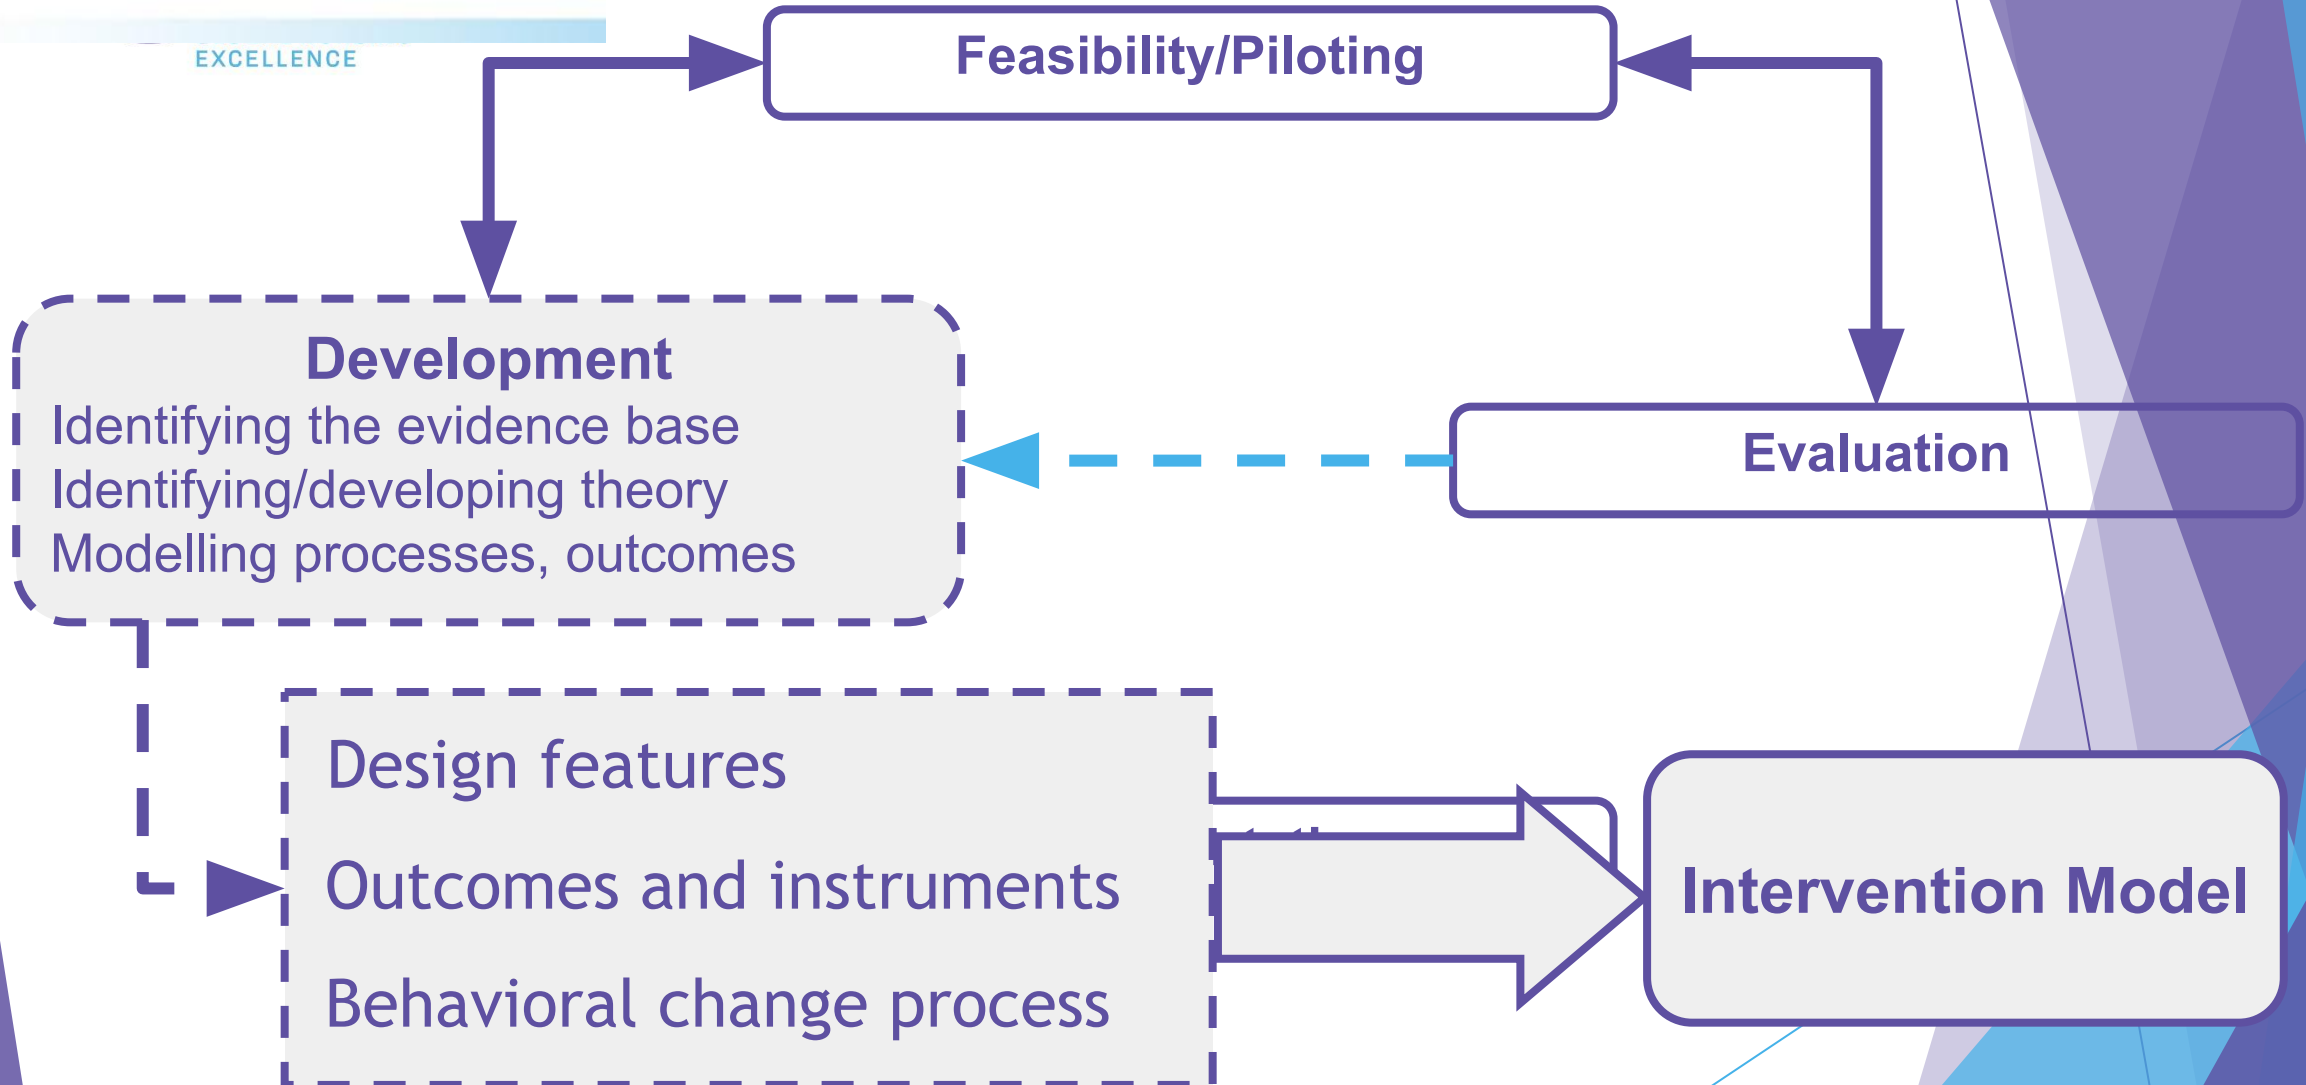 EXCELLENCE
Feasibility/Piloting
Development
Identifying the evidence base
Identifying/developing theory
Modelling processes, outcomes
Evaluation
Design features
Outcomes and instruments
Behavioral change process
Intervention Model